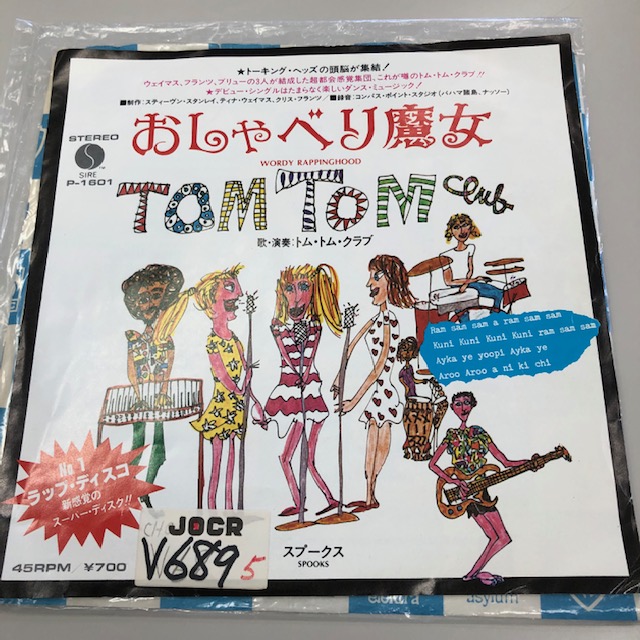 ★トーキング・ヘッズの頭脳が集結!
ウェイマス、フランツ、ブリューの3人が結成した超都会感覚集団、これが噂のトム・トム・クラブ!!
★デビュー・シングルはたまらなく楽しいダンス・ミュージック!
■制作:スティーヴン・スタンレイ、ティナ・ウェイマス、クリス・フランツ/■録音:コンパス・ポイント・スタジオ(バハマ諸島、ナッソー)
STEREO
S
SIRE
P-1601
おしゃべり魔女
WORDY RAPPINGHOOD
TOM TOM Club
歌・演奏:トム・トム・クラブ
Ram sam sam a ram sam sam
Kuni Kuni Kuni Kuni ram sam sam
Ayka ye yoopi Ayka ye
Aroo Aroo a ni ki chi
No.1
ラップ・ディスコ
新感覚の
スーパー・ディスク!!
CH
JOCR
V689
5
スプークス
SPOOKS
45RPM/¥700
elektra
asylum